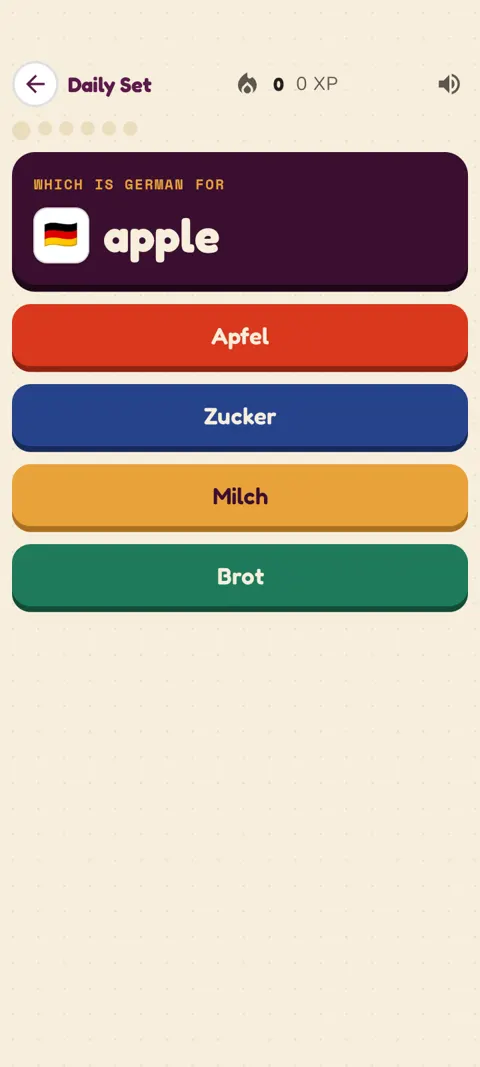 Daily Set
0 0 XP
WHICH IS GERMAN FOR
apple
Apfel
Zucker
Milch
Brot